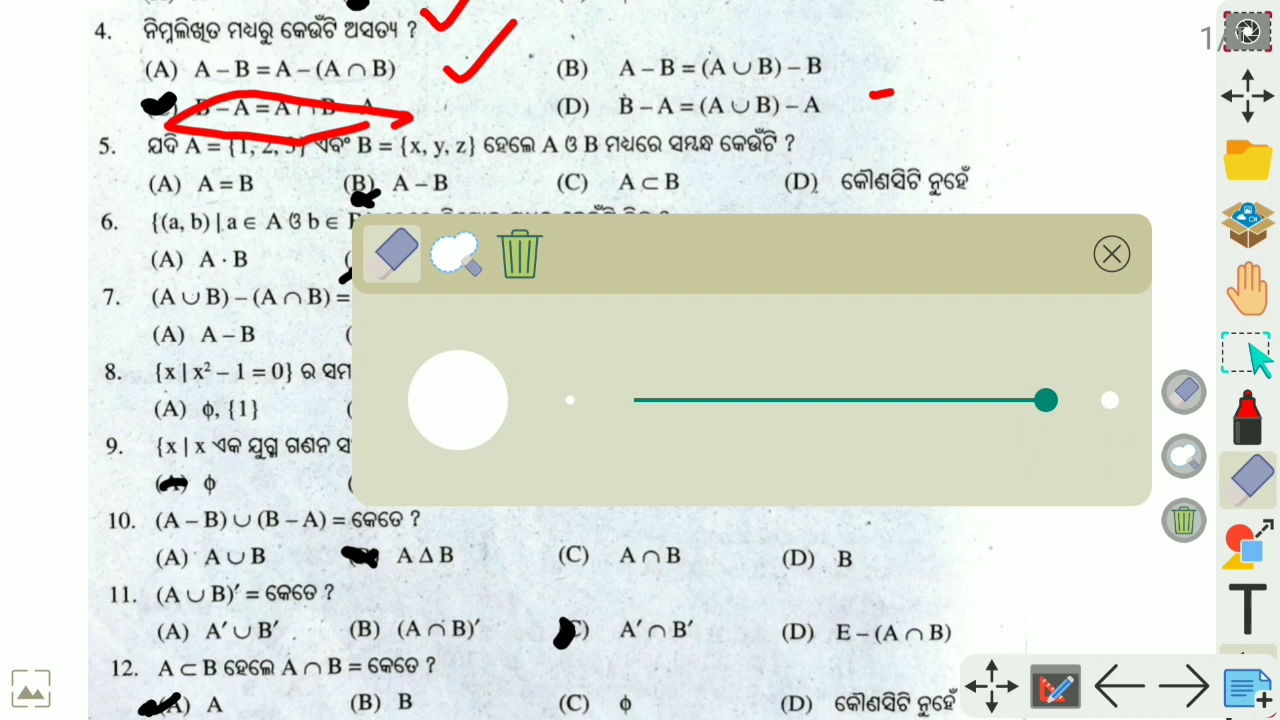 4. ନିମ୍ନଲିଖିତ ମଧ୍ୟରୁ କେଉଁଟି ଅସତ୍ୟ ?
(A) A – B = A – (A ∩ B) (B) A – B = (A ∪ B) – B
B – A = A ∩ B – A (D) B – A = (A ∪ B) – A
5. ଯଦି A = {1, 2, 3} ଏବଂ B = {x, y, z} ହେଲେ A ଓ B ମଧ୍ୟରେ ସମ୍ବନ୍ଧ କେଉଁଟି ?
(A) A = B (B) A – B (C) A ⊂ B (D) କୌଣସିଟି ନୁହେଁ
6. {(a, b) | a ∈ A ଓ b ∈
(A) A · B
7. (A ∪ B) – (A ∩ B) =
(A) A – B
8. {x | x² – 1 = 0} ର
(A) ϕ, {1}
9. {x | x ଏକ ଯୁଗ୍ମ ଗଣନ
(A) ϕ
10. (A – B) ∪ (B – A) = କେତେ ?
(A) A ∪ B A Δ B (C) A ∩ B (D) B
11. (A ∪ B)′ = କେତେ ?
(A) A′ ∪ B′ (B) (A ∩ B)′ C) A′ ∩ B′ (D) E – (A ∩ B)
12. A ⊂ B ହେଲେ A ∩ B = କେତେ ?
(A) A (B) B (C) ϕ (D) କୌଣସିଟି ନୁହେଁ